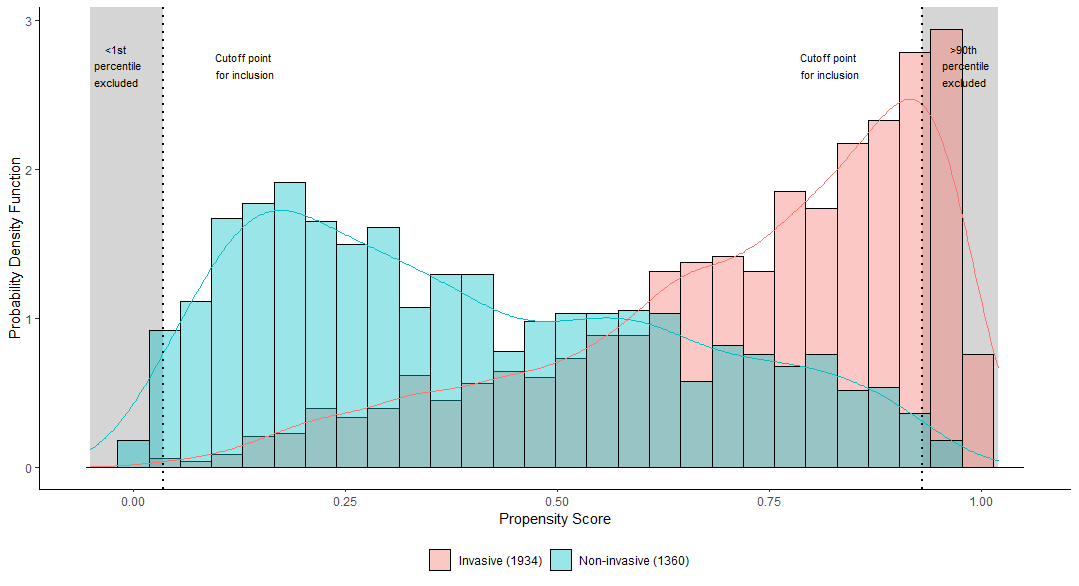 3
<1st
percentile
excluded
Cutoff point
for inclusion
Cutoff point
for inclusion
>90th
percentile
excluded
2
1
0
Probability Density Function
0.00
0.25
0.50
0.75
1.00
Propensity Score
Invasive (1934)
Non-invasive (1360)